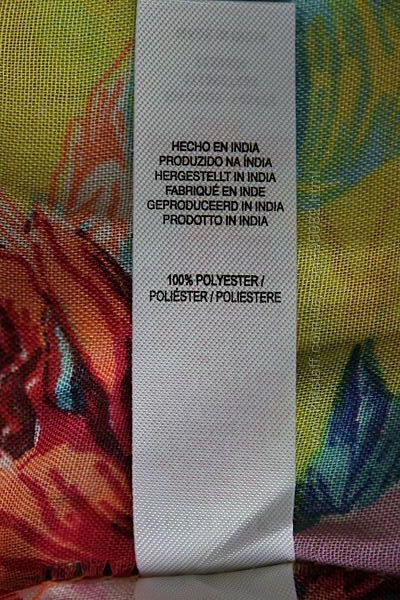 HECHO EN INDIA
PRODUZIDO NA ÍNDIA
HERGESTELLT IN INDIA
FABRIQUÉ EN INDE
GEPRODUCEERD IN INDIA
PRODOTTO IN INDIA
100% POLYESTER /
POLIÉSTER / POLIESTERE